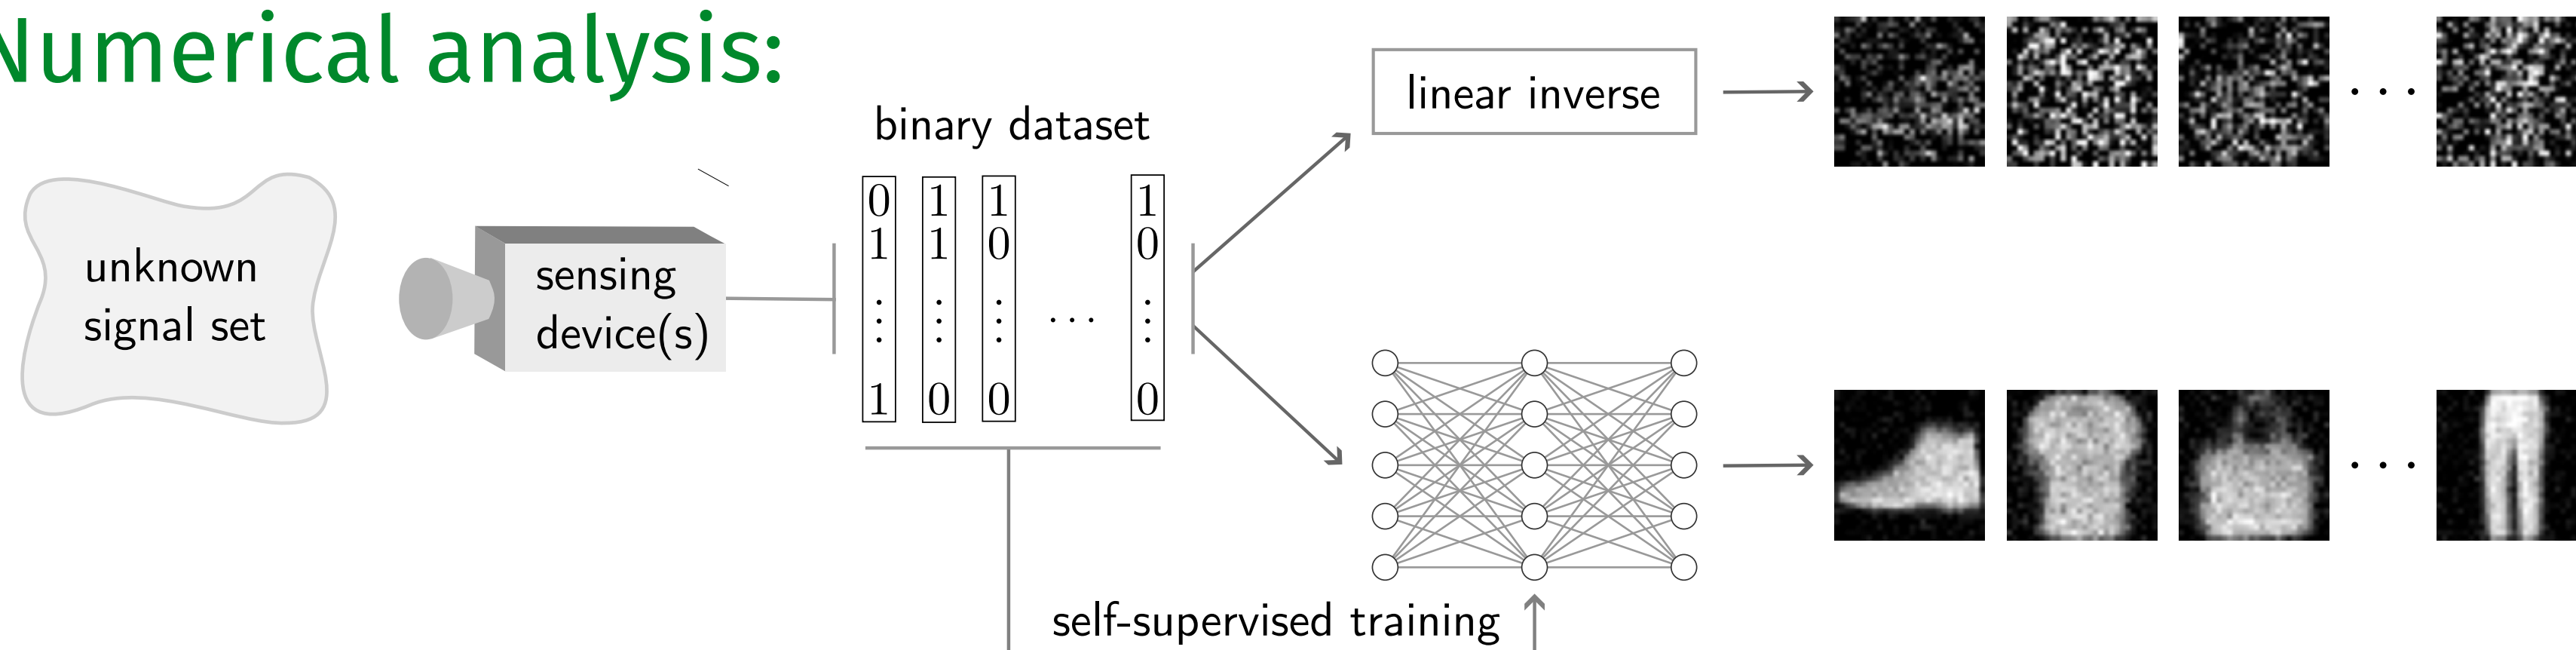 Numerical analysis:
unknown
signal set
sensing
device(s)
binary dataset
0 1 1 1
1 1 0 0
⋮ ⋮ ⋮ ... ⋮
1 0 0 0
linear inverse
...
...
self-supervised training